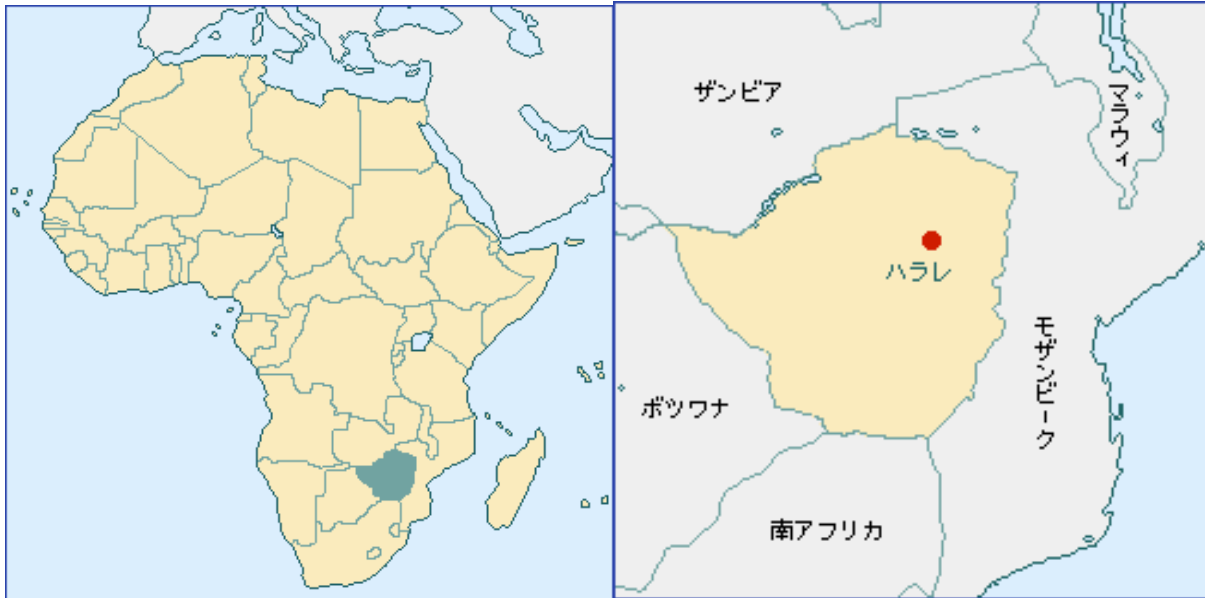 ザンビア
マラウィ
ハラレ
モザンビーク
ボツワナ
南アフリカ